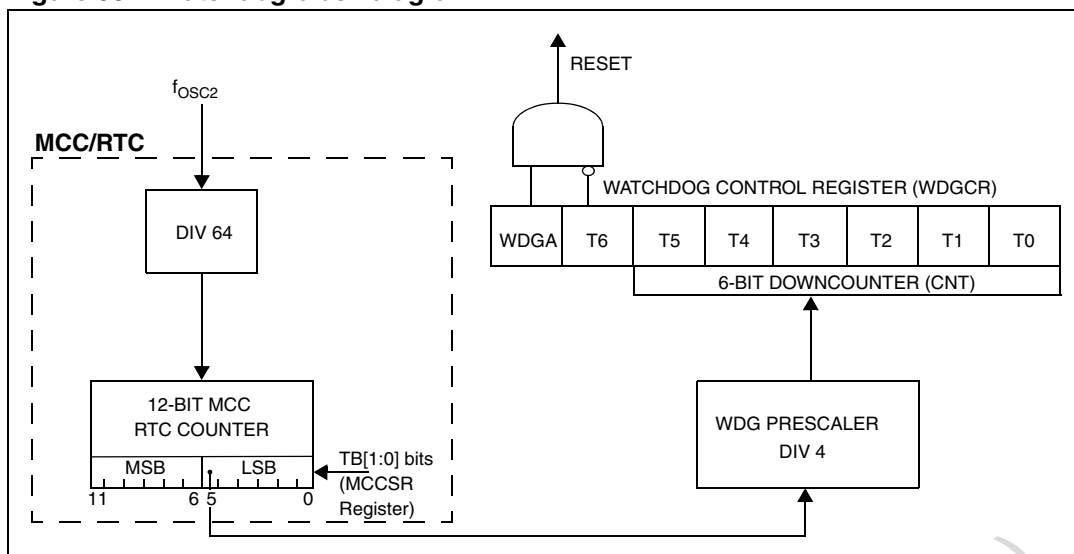 fOSC2
RESET
MCC/RTC
DIV 64
WATCHDOG CONTROL REGISTER (WDGCR)
WDGA T6 T5 T4 T3 T2 T1 T0
6-BIT DOWNCOUNTER (CNT)
12-BIT MCC
RTC COUNTER
MSB LSB
11 6 5 0
TB[1:0] bits
(MCCSR
Register)
WDG PRESCALER
DIV 4